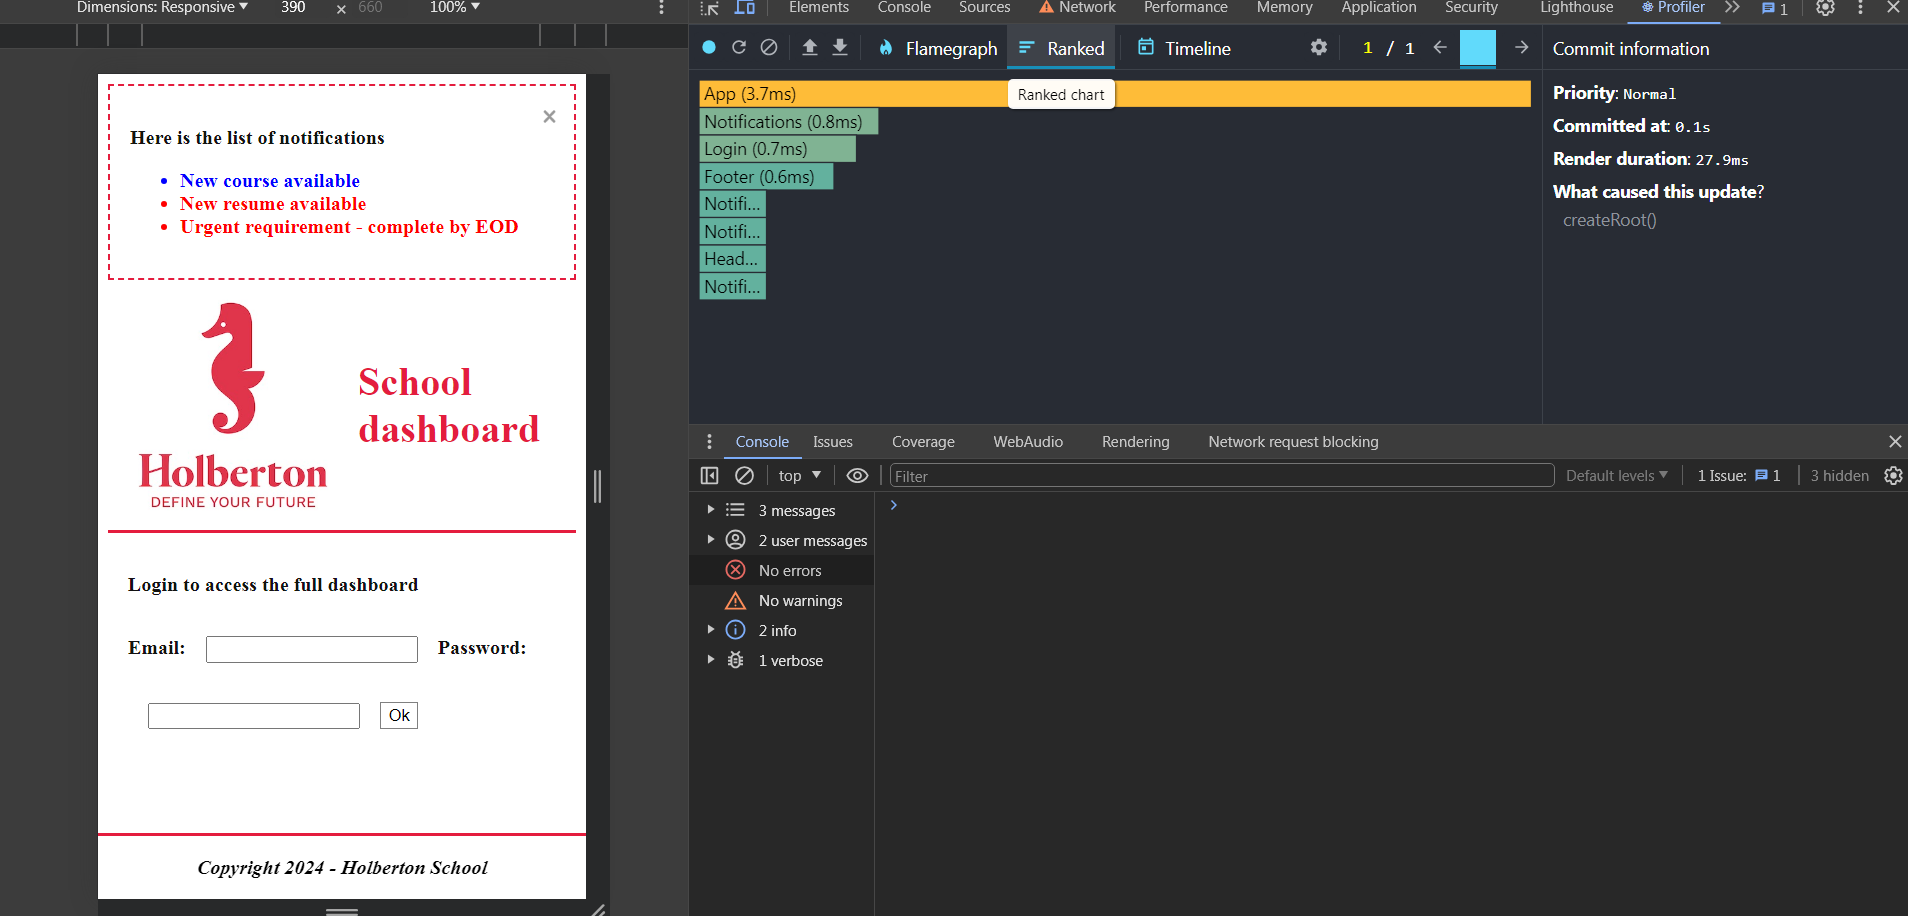 Dimensions: Responsive ▼ 390 × 660 100% ▼
Elements Console Sources Network Performance Memory Application Security Lighthouse Profiler 1
Flamegraph Ranked Timeline 1 / 1
Commit information
App (3.7ms)
Ranked chart
Notifications (0.8ms)
Login (0.7ms)
Footer (0.6ms)
Notifi...
Notifi...
Head...
Notifi...
Priority: Normal
Committed at: 0.1s
Render duration: 27.9ms
What caused this update?
createRoot()
×
Here is the list of notifications
• New course available
• New resume available
• Urgent requirement - complete by EOD
School
dashboard
Holberton
DEFINE YOUR FUTURE
Login to access the full dashboard
Email: Password:
Ok
Copyright 2024 - Holberton School
Console Issues Coverage WebAudio Rendering Network request blocking
top ▼ Filter Default levels ▼ 1 Issue: 1 3 hidden
3 messages
2 user messages
No errors
No warnings
2 info
1 verbose